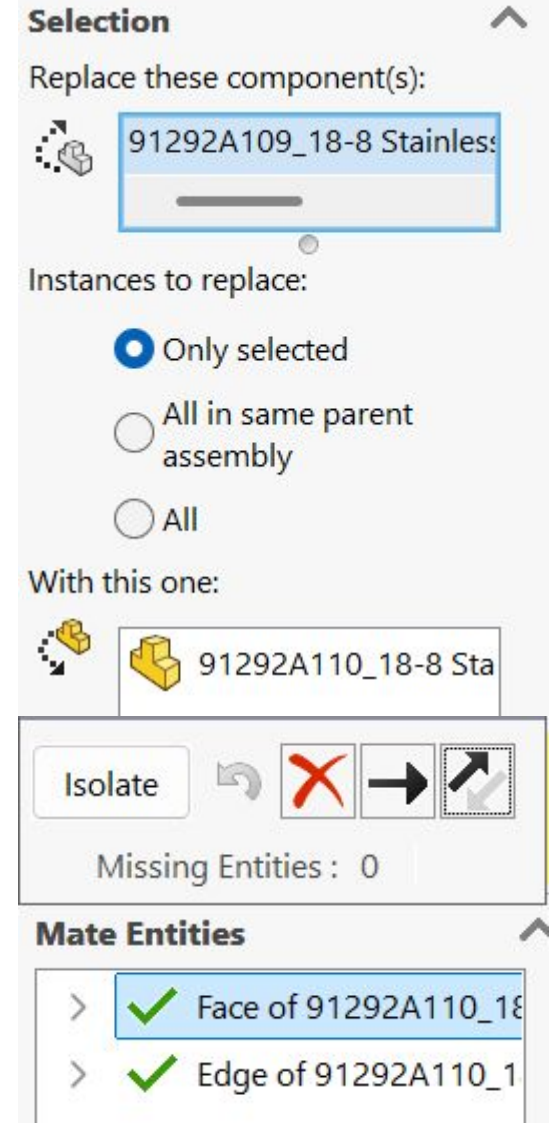 Selection
Replace these component(s):
91292A109_18-8 Stainless
Instances to replace:
Only selected
All in same parent
assembly
All
With this one:
91292A110_18-8 Sta
Isolate
Missing Entities : 0
Mate Entities
Face of 91292A110_18
Edge of 91292A110_1